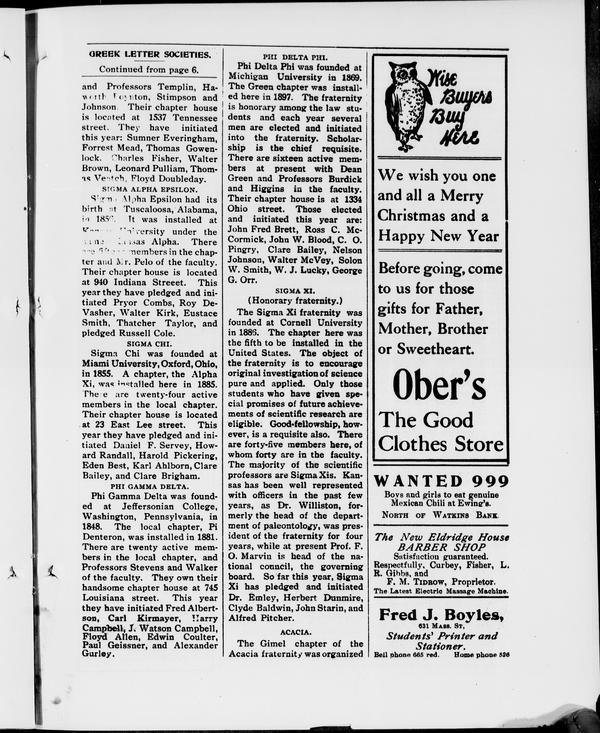 GREEK LETTER SOCIETIES.
Continued from page 6.
and Professors Templin, Ha-
worth Boynton, Stimpson and
Johnson. Their chapter house
is located at 1537 Tennessee
street. They have initiated
this year: Sumner Everingham,
Forrest Mead, Thomas Gowen-
lock. Charles Fisher, Walter
Brown, Leonard Pulliam, Thom-
as Veatch, Floyd Doubleday.
SIGMA ALPHA EPSILON.
Sigma Alpha Epsilon had its
birth at Tuscaloosa, Alabama,
in It was installed at
University under the
Alpha. There
members in the chap-
ter and Mr. Pelo of the faculty.
Their chapter house is located
at 940 Indiana Streeet. This
year they have pledged and ini-
tiated Pryor Combs, Roy De-
Vasher, Walter Kirk, Eustace
Smith, Thatcher Taylor, and
pledged Russell Cole.
SIGMA CHI.
Sigma Chi was founded at
Miami University, Oxford, Ohio,
in 1855. A chapter, the Alpha
Xi, was installed here in 1885.
There are twenty-four active
members in the local chapter.
Their chapter house is located
at 23 East Lee street. This
year they have pledged and ini-
tiated Daniel F. Servey, How-
ard Randall, Harold Pickering,
Eden Best, Karl Ahlborn, Clare
Bailey, and Clare Brigham.
PHI GAMMA DELTA.
Phi Gamma Delta was found-
ed at Jeffersonian College,
Washington, Pennsylvania, in
1848. The local chapter, Pi
Denteron, was installed in 1881.
There are twenty active mem-
bers in the local chapter, and
Professors Stevens and Walker
of the faculty. They own their
handsome chapter house at 745
Louisiana street. This year
they have initiated Fred Albert-
son, Carl Kirmayer, Harry
Campbell, J. Watson Campbell,
Floyd Allen, Edwin Coulter,
Paul Geissner, and Alexander
Gurley.
PHI DELTA PHI.
Phi Delta Phi was founded at
Michigan University in 1869.
The Green chapter was install-
ed here in 1897. The fraternity
is honorary among the law stu-
dents and each year several
men are elected and initiated
into the fraternity. Scholar-
ship is the chief requisite.
There are sixteen active mem-
bers at present with Dean
Green and Professors Burdick
and Higgins in the faculty.
Their chapter house is at 1334
Ohio street. Those elected
and initiated this year are:
John Fred Brett, Ross C. Mc-
Cormick, John W. Blood, C. O.
Pingry, Clare Bailey, Nelson
Johnson, Walter McVey, Solon
W. Smith, W. J. Lucky, George
G. Orr.
SIGMA XI.
(Honorary fraternity.)
The Sigma Xi fraternity was
founded at Cornell University
in 1886. The chapter here was
the fifth to be installed in the
United States. The object of
the fraternity is to encourage
original investigation of science
pure and applied. Only those
students who have given spe-
cial promises of future achieve-
ments of scientific research are
eligible. Good-fellowship, how-
ever, is a requisite also. There
are forty-five members here, of
whom forty are in the faculty.
The majority of the scientific
professors are Sigma Xis. Kan-
sas has been well represented
with officers in the past few
years, as Dr. Williston, for-
merly the head of the depart-
ment of paleontology, was pres-
ident of the fraternity for four
years, while at present Prof. F.
O. Marvin is head of the na-
tional council, the governing
board. So far this year, Sigma
Xi has pledged and initiated
Dr. Emley, Herbert Dunmire,
Clyde Baldwin, John Starin, and
Alfred Pitcher.
ACACIA.
The Gimel chapter of the
Acacia fraternity was organized
Wise
Buyers
Buy
Here
We wish you one
and all a Merry
Christmas and a
Happy New Year
Before going, come
to us for those
gifts for Father,
Mother, Brother
or Sweetheart.
Ober's
The Good
Clothes Store
WANTED 999
Boys and girls to eat genuine
Mexican Chili at Ewing's.
NORTH OF WATKINS BANK.
The New Eldridge House
BARBER SHOP
Satisfaction guaranteed.
Respectfully, Curbey, Fisher, L.
R. Gibbs, and
F. M. TIDROW, Proprietor.
The Latest Electric Massage Machine.
Fred J. Boyles,
631 MASS. ST.
Students' Printer and
Stationer.
Bell phone 665 red. Home phone 526